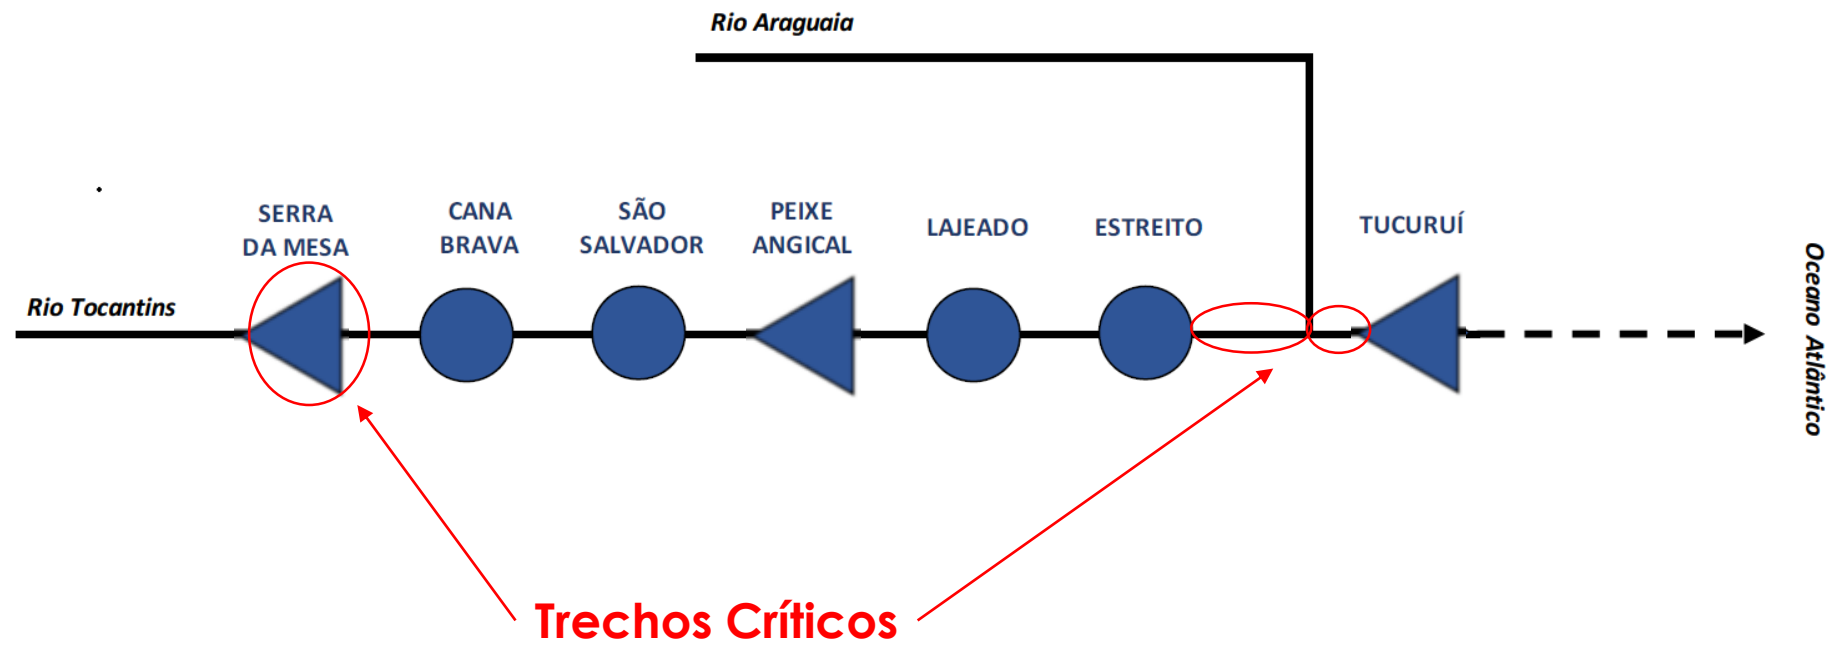 Rio Araguaia
SERRA
DA MESA
CANA
BRAVA
SÃO
SALVADOR
PEIXE
ANGICAL
LAJEADO
ESTREITO
TUCURUÍ
Rio Tocantins
Oceano Atlântico
Trechos Críticos